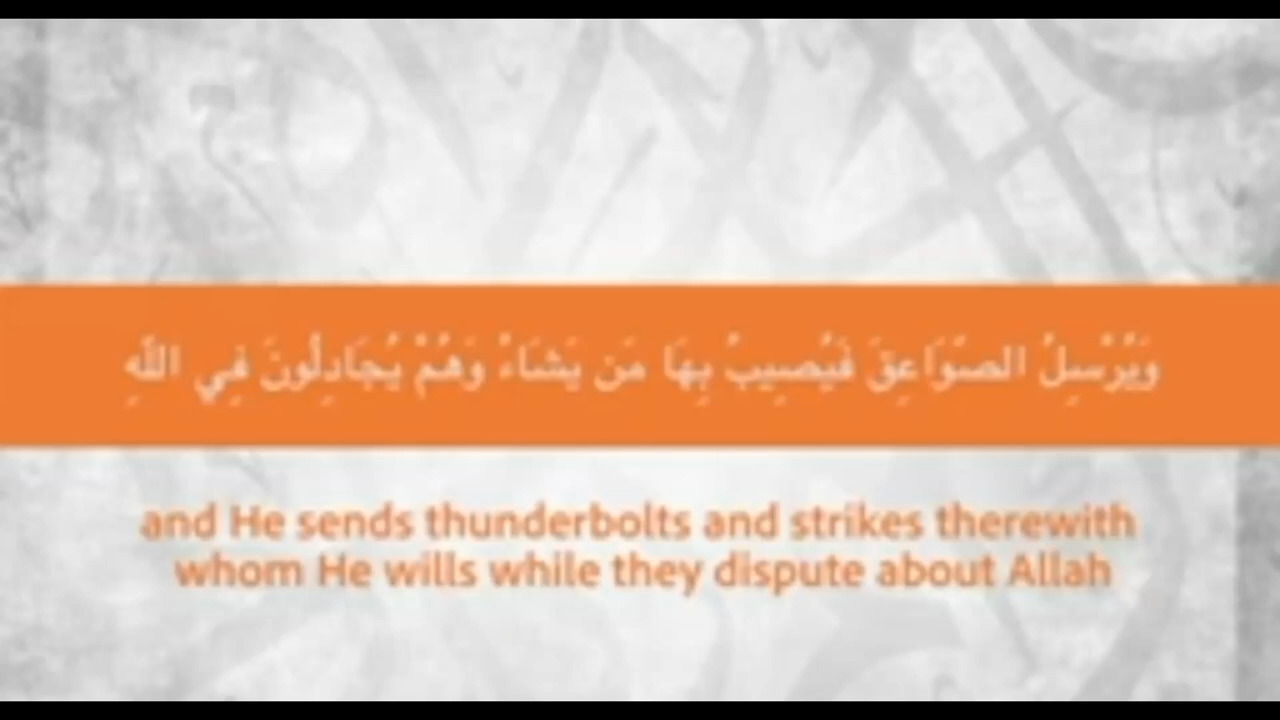 وَيُرْسِلُ الصَّوَاعِقَ فَيُصِيبُ بِهَا مَن يَشَاءُ وَهُمْ يُجَادِلُونَ فِي اللَّهِ
and He sends thunderbolts and strikes therewith
whom He wills while they dispute about Allah